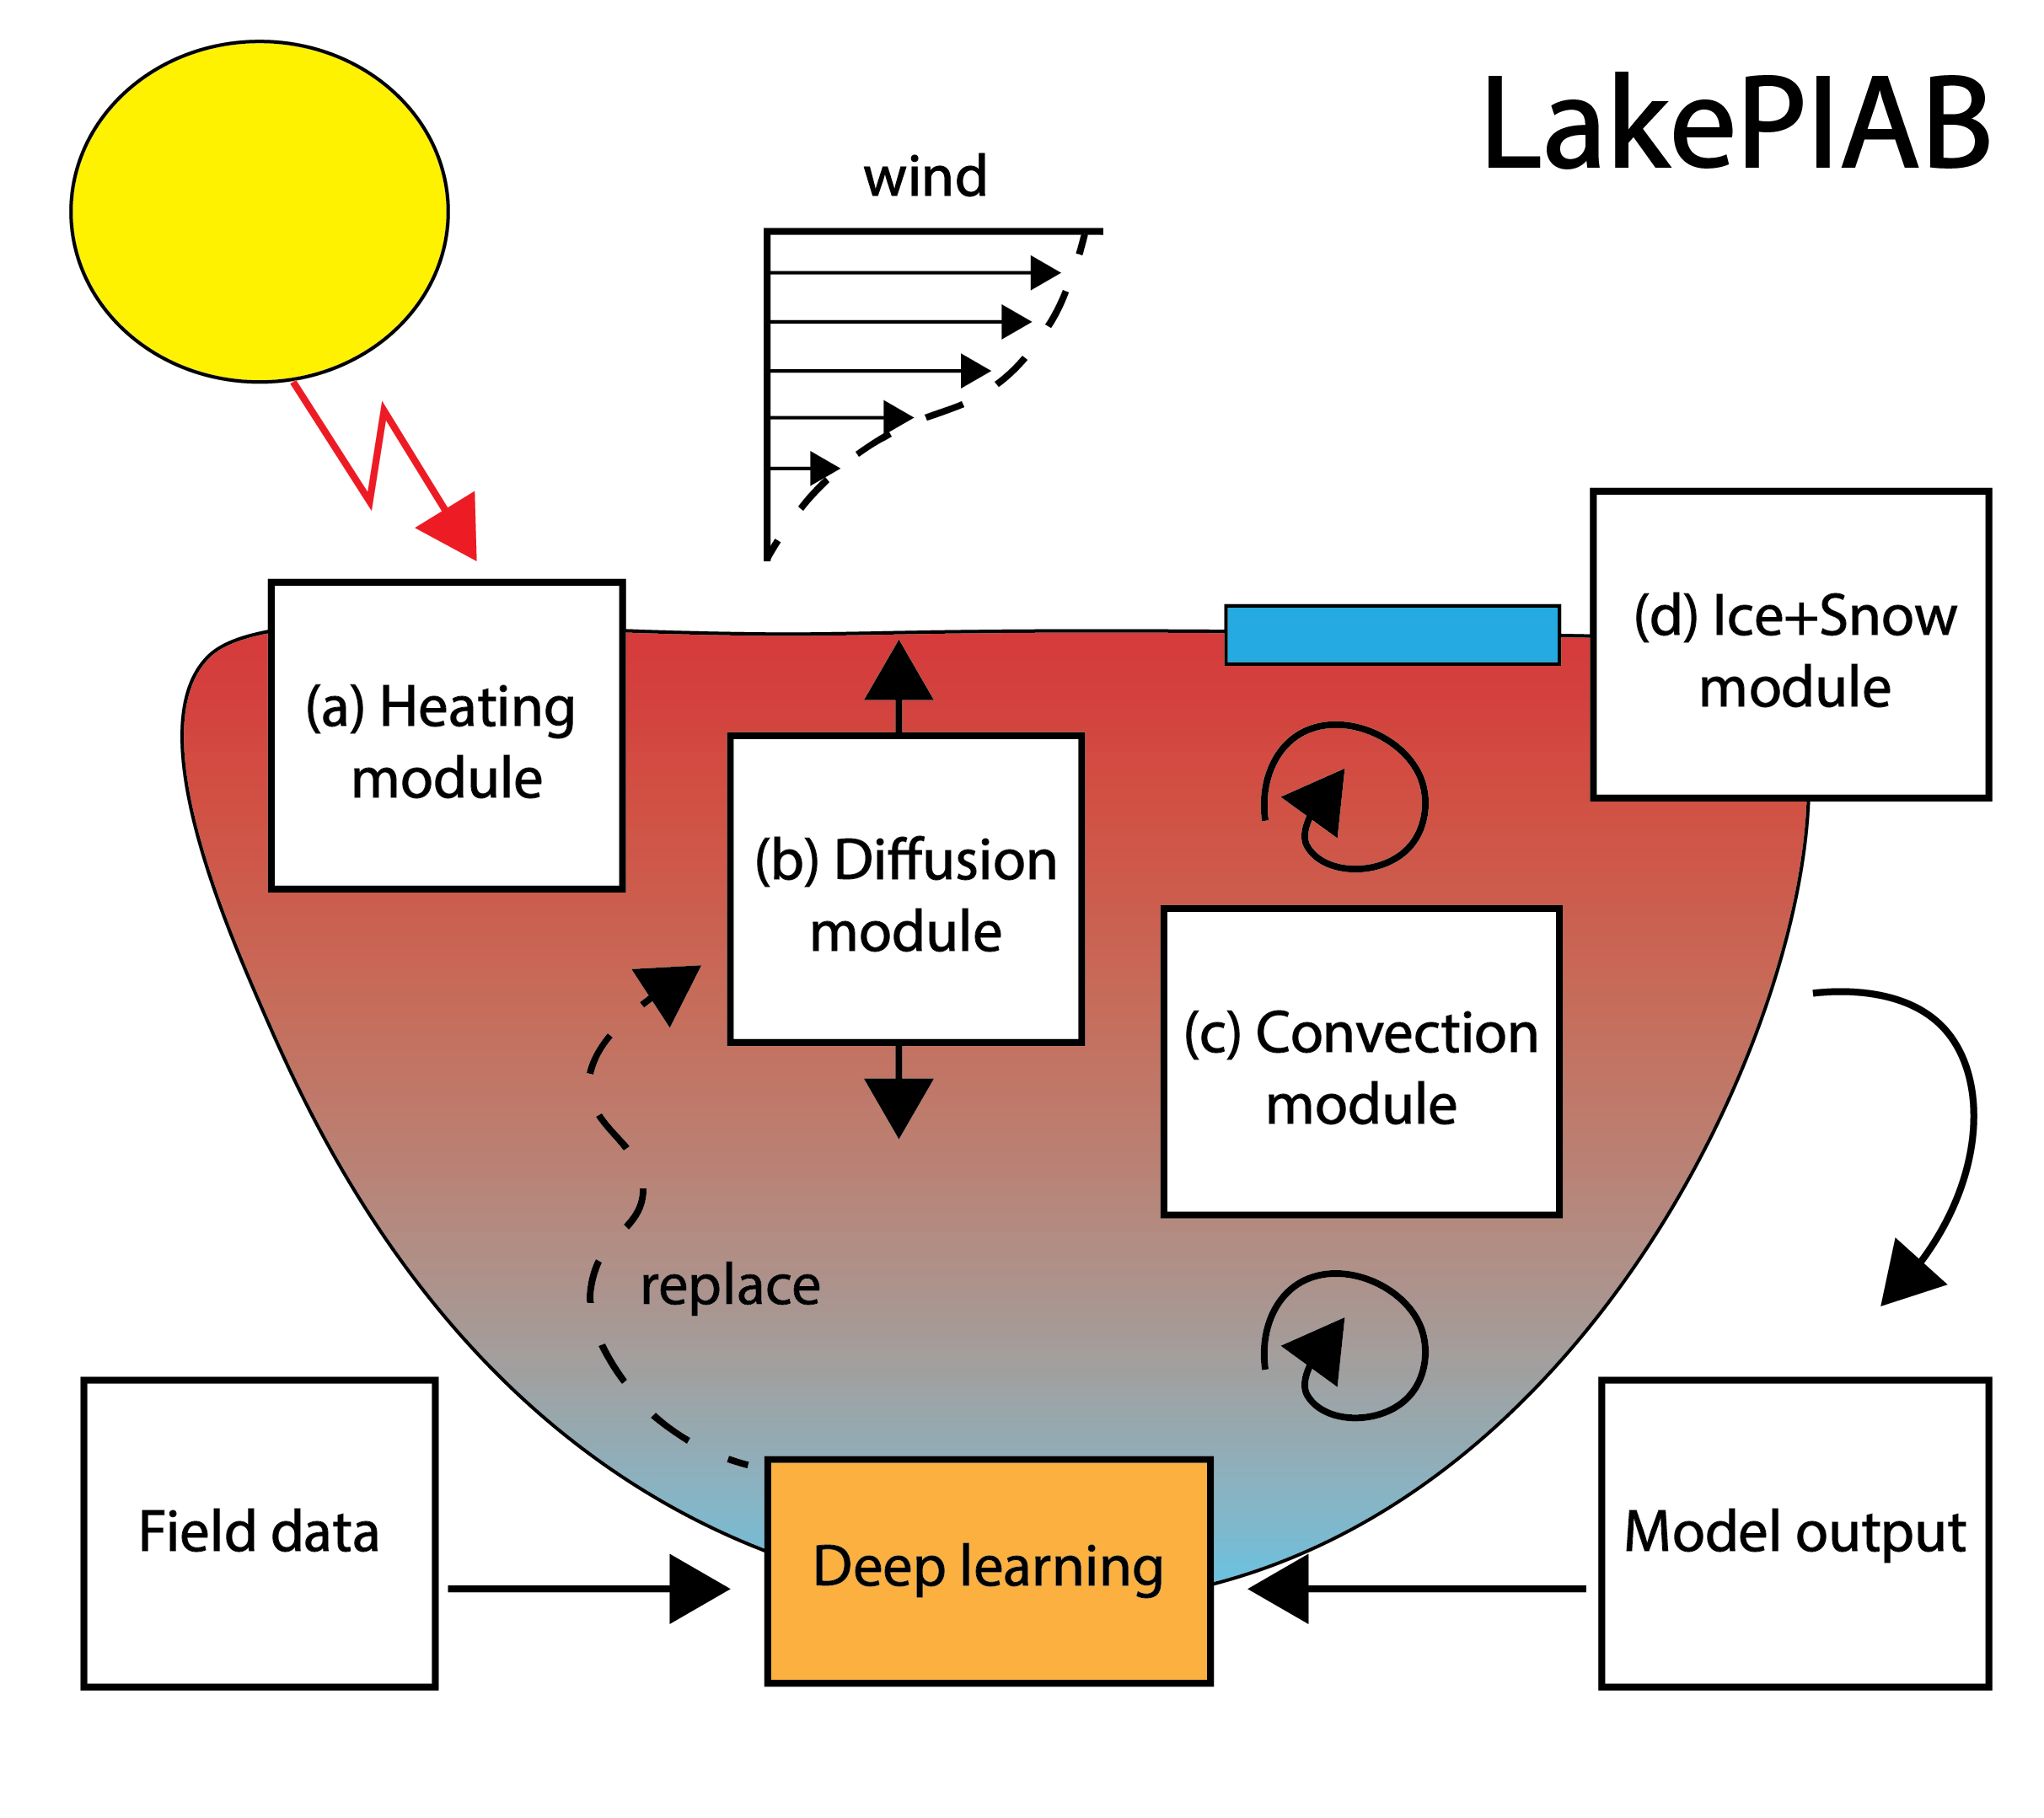 LakePIAB
wind
(a) Heating
module
(b) Diffusion
module
(c) Convection
module
(d) Ice+Snow
module
replace
Field data
Deep learning
Model output